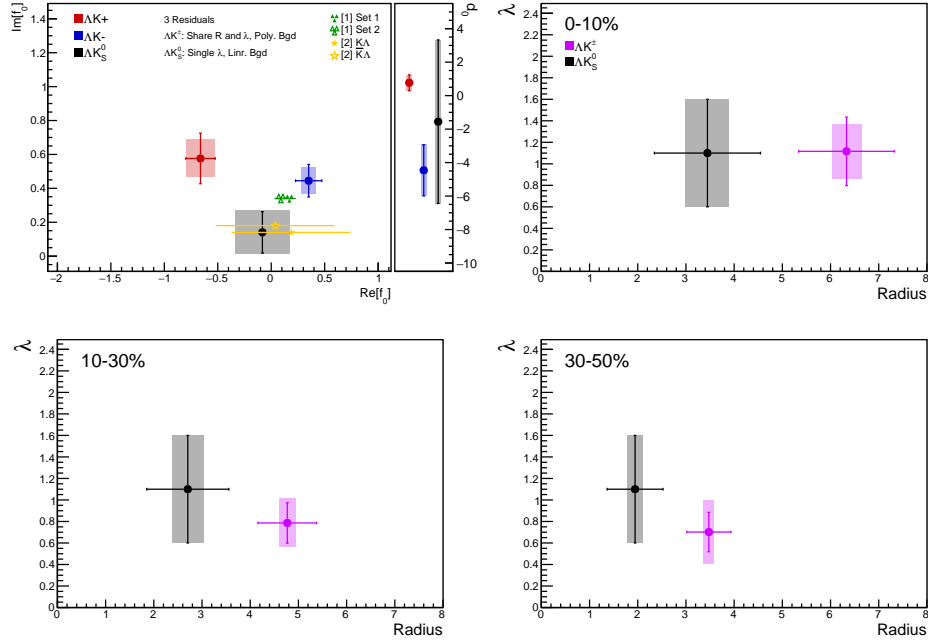 Im[f0]
1.4
1.2
1
0.8
0.6
0.4
0.2
0
ΛK+
ΛK-
ΛK0S
3 Residuals
ΛK±: Share R and λ, Poly. Bgd
ΛK0S: Single λ, Linr. Bgd
[1] Set 1
[1] Set 2
[2] K̄Λ
[2] KΛ
−2 −1.5 −1 −0.5 0 0.5 1
Re[f0]
d0
0
−2
−4
−6
−8
−10
λ
0-10%
ΛK±
ΛK0S
2.4
2.2
2
1.8
1.6
1.4
1.2
1
0.8
0.6
0.4
0.2
0
0 1 2 3 4 5 6 7 8
Radius
λ
10-30%
2.4
2.2
2
1.8
1.6
1.4
1.2
1
0.8
0.6
0.4
0.2
0
0 1 2 3 4 5 6 7 8
Radius
λ
30-50%
2.4
2.2
2
1.8
1.6
1.4
1.2
1
0.8
0.6
0.4
0.2
0
0 1 2 3 4 5 6 7 8
Radius